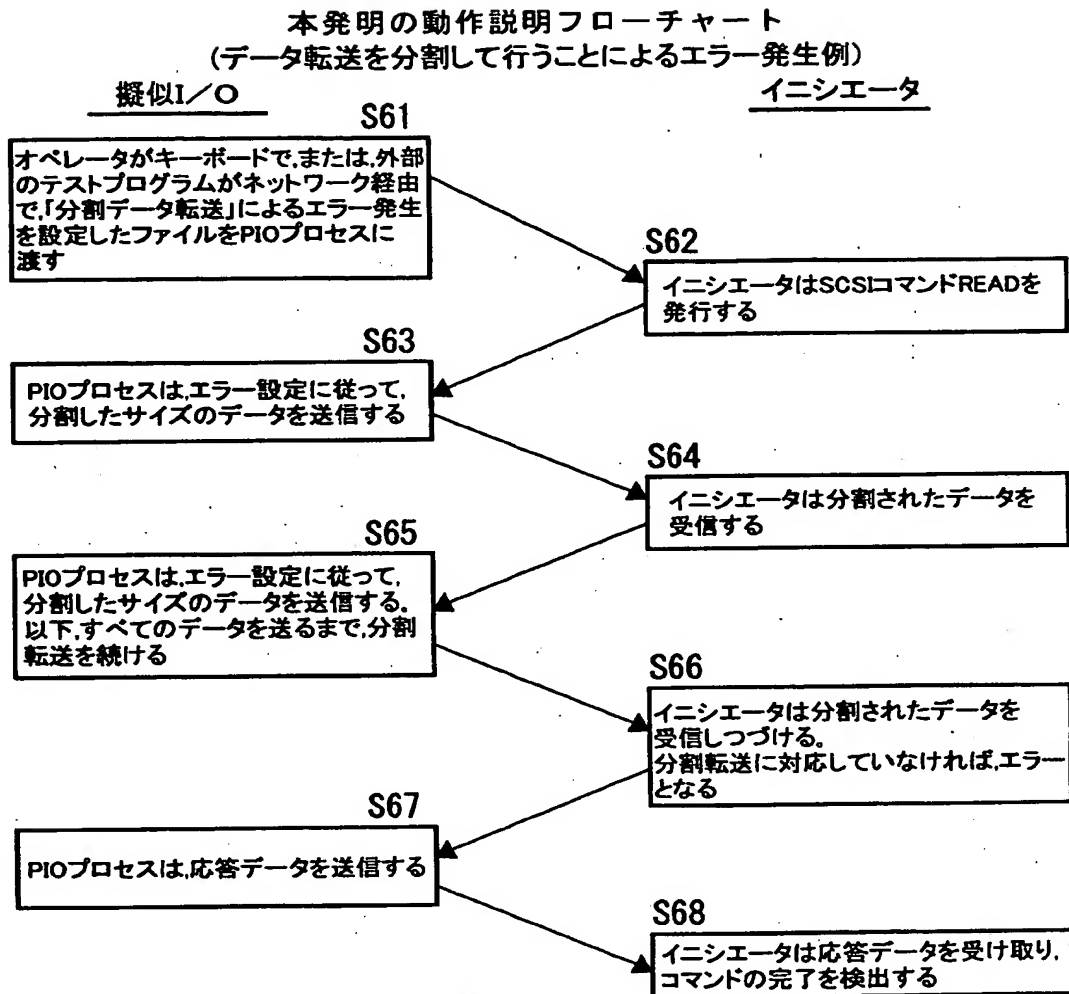 本発明の動作説明フローチャート
(データ転送を分割して行うことによるエラー発生例)
擬似I/O
イニシエータ
S61
オペレータがキーボードで,または,外部
のテストプログラムがネットワーク経由
で,「分割データ転送」によるエラー発生
を設定したファイルをPIOプロセスに
渡す
S62
イニシエータはSCSIコマンドREADを
発行する
S63
PIOプロセスは,エラー設定に従って,
分割したサイズのデータを送信する
S64
イニシエータは分割されたデータを
受信する
S65
PIOプロセスは,エラー設定に従って,
分割したサイズのデータを送信する。
以下,すべてのデータを送るまで,分割
転送を続ける
S66
イニシエータは分割されたデータを
受信しつづける。
分割転送に対応していなければ,エラー
となる
S67
PIOプロセスは,応答データを送信する
S68
イニシエータは応答データを受け取り,
コマンドの完了を検出する